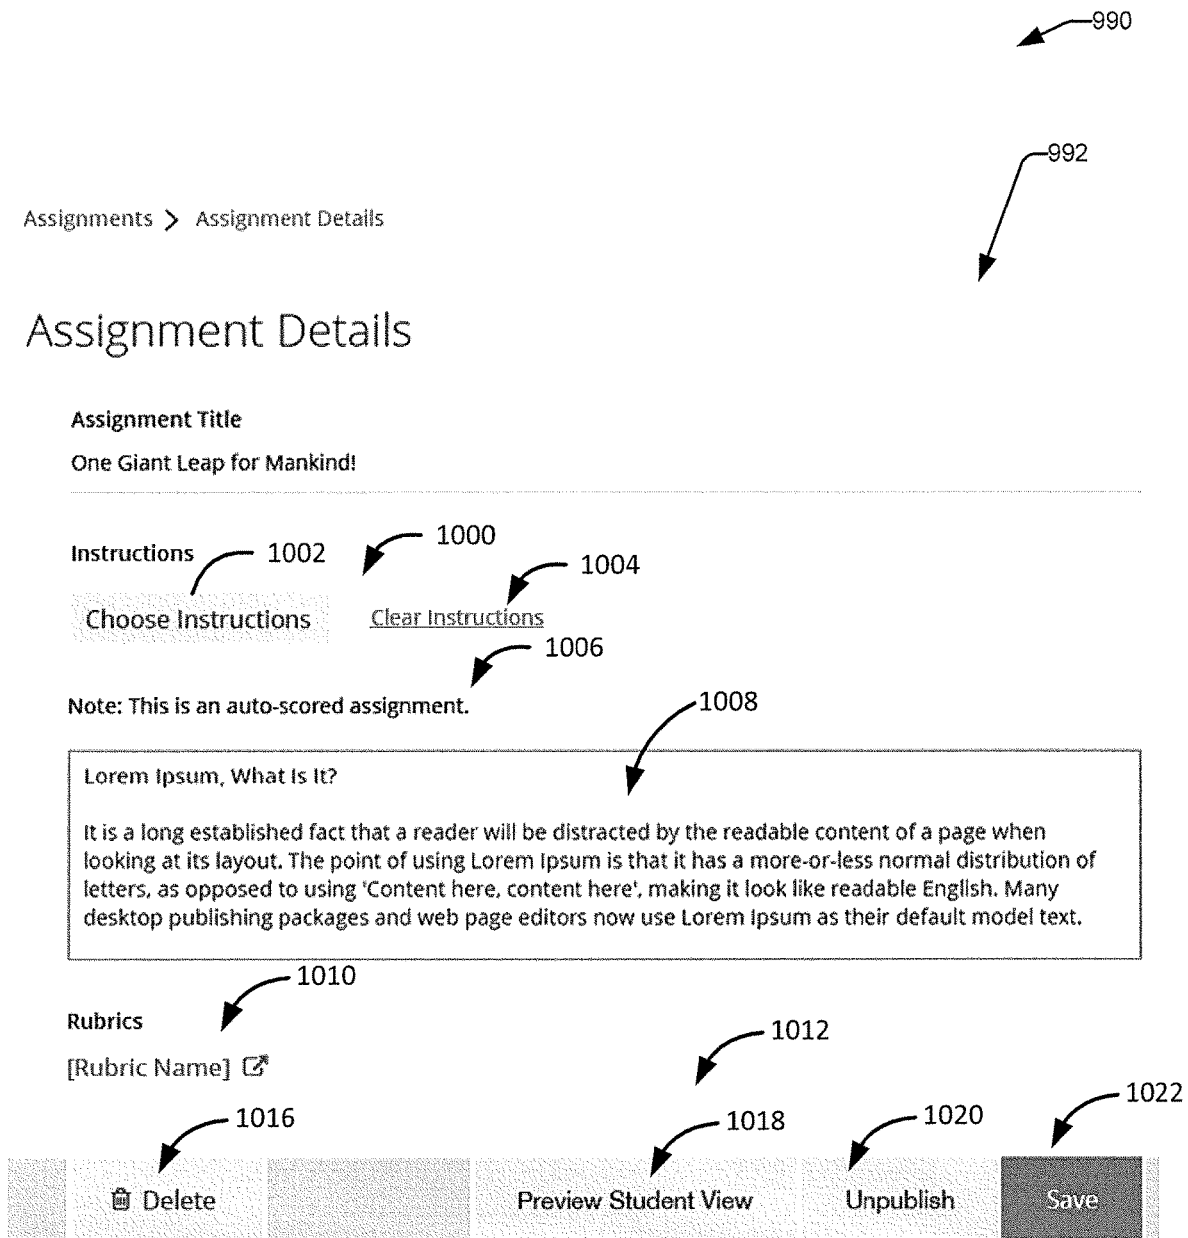 990
992
Assignments > Assignment Details
Assignment Details
Assignment Title
One Giant Leap for Mankind!
Instructions 1002 1000
1004
Choose Instructions Clear Instructions
1006
Note: This is an auto-scored assignment.
1008
Lorem Ipsum, What Is It?
It is a long established fact that a reader will be distracted by the readable content of a page when
looking at its layout. The point of using Lorem Ipsum is that it has a more-or-less normal distribution of
letters, as opposed to using 'Content here, content here', making it look like readable English. Many
desktop publishing packages and web page editors now use Lorem Ipsum as their default model text.
1010
Rubrics
1012
[Rubric Name]
1016 1018 1020 1022
Delete Preview Student View Unpublish Save